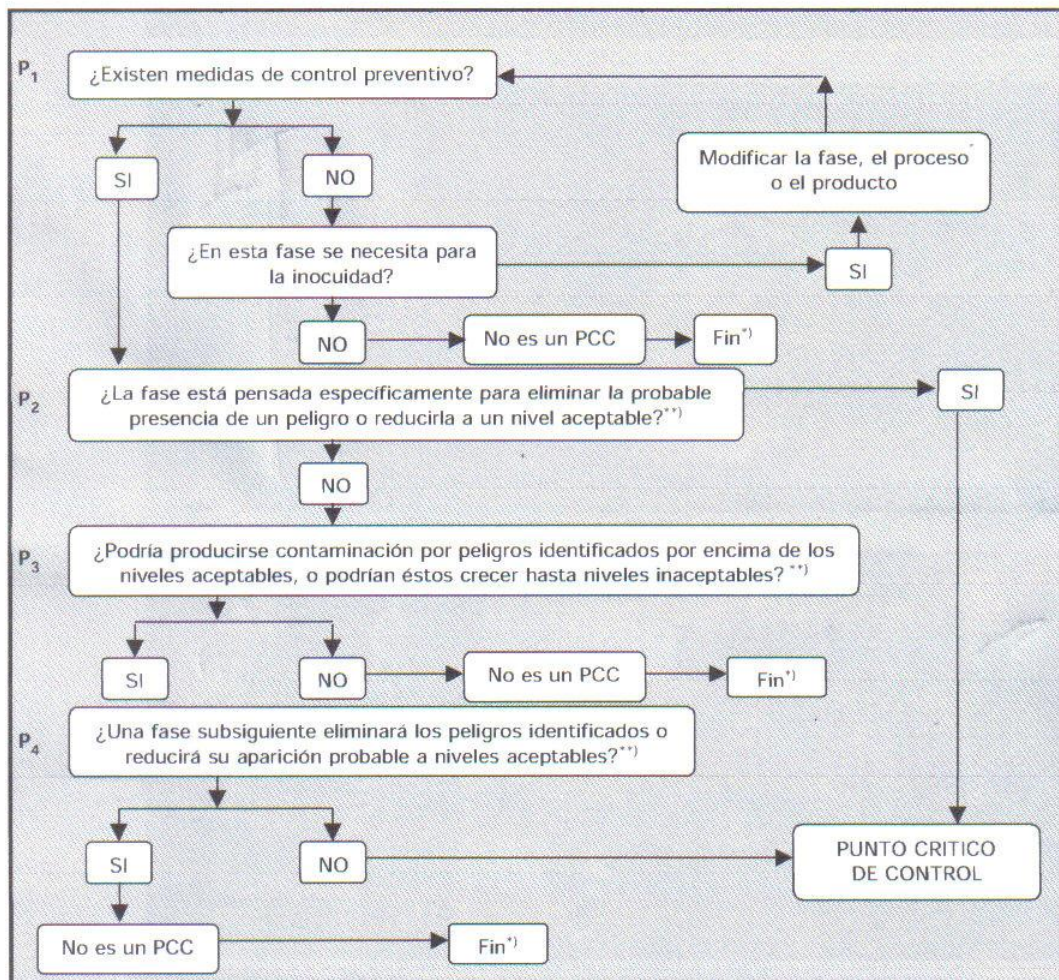 P1
¿Existen medidas de control preventivo?
SI
NO
Modificar la fase, el proceso
o el producto
¿En esta fase se necesita para
la inocuidad?
SI
NO
No es un PCC
Fin*)
P2
¿La fase está pensada específicamente para eliminar la probable
presencia de un peligro o reducirla a un nivel aceptable?**)
SI
NO
P3
¿Podría producirse contaminación por peligros identificados por encima de los
niveles aceptables, o podrían éstos crecer hasta niveles inaceptables? **)
SI
NO
No es un PCC
Fin*)
P4
¿Una fase subsiguiente eliminará los peligros identificados o
reducirá su aparición probable a niveles aceptables?**)
SI
NO
PUNTO CRITICO
DE CONTROL
No es un PCC
Fin*)